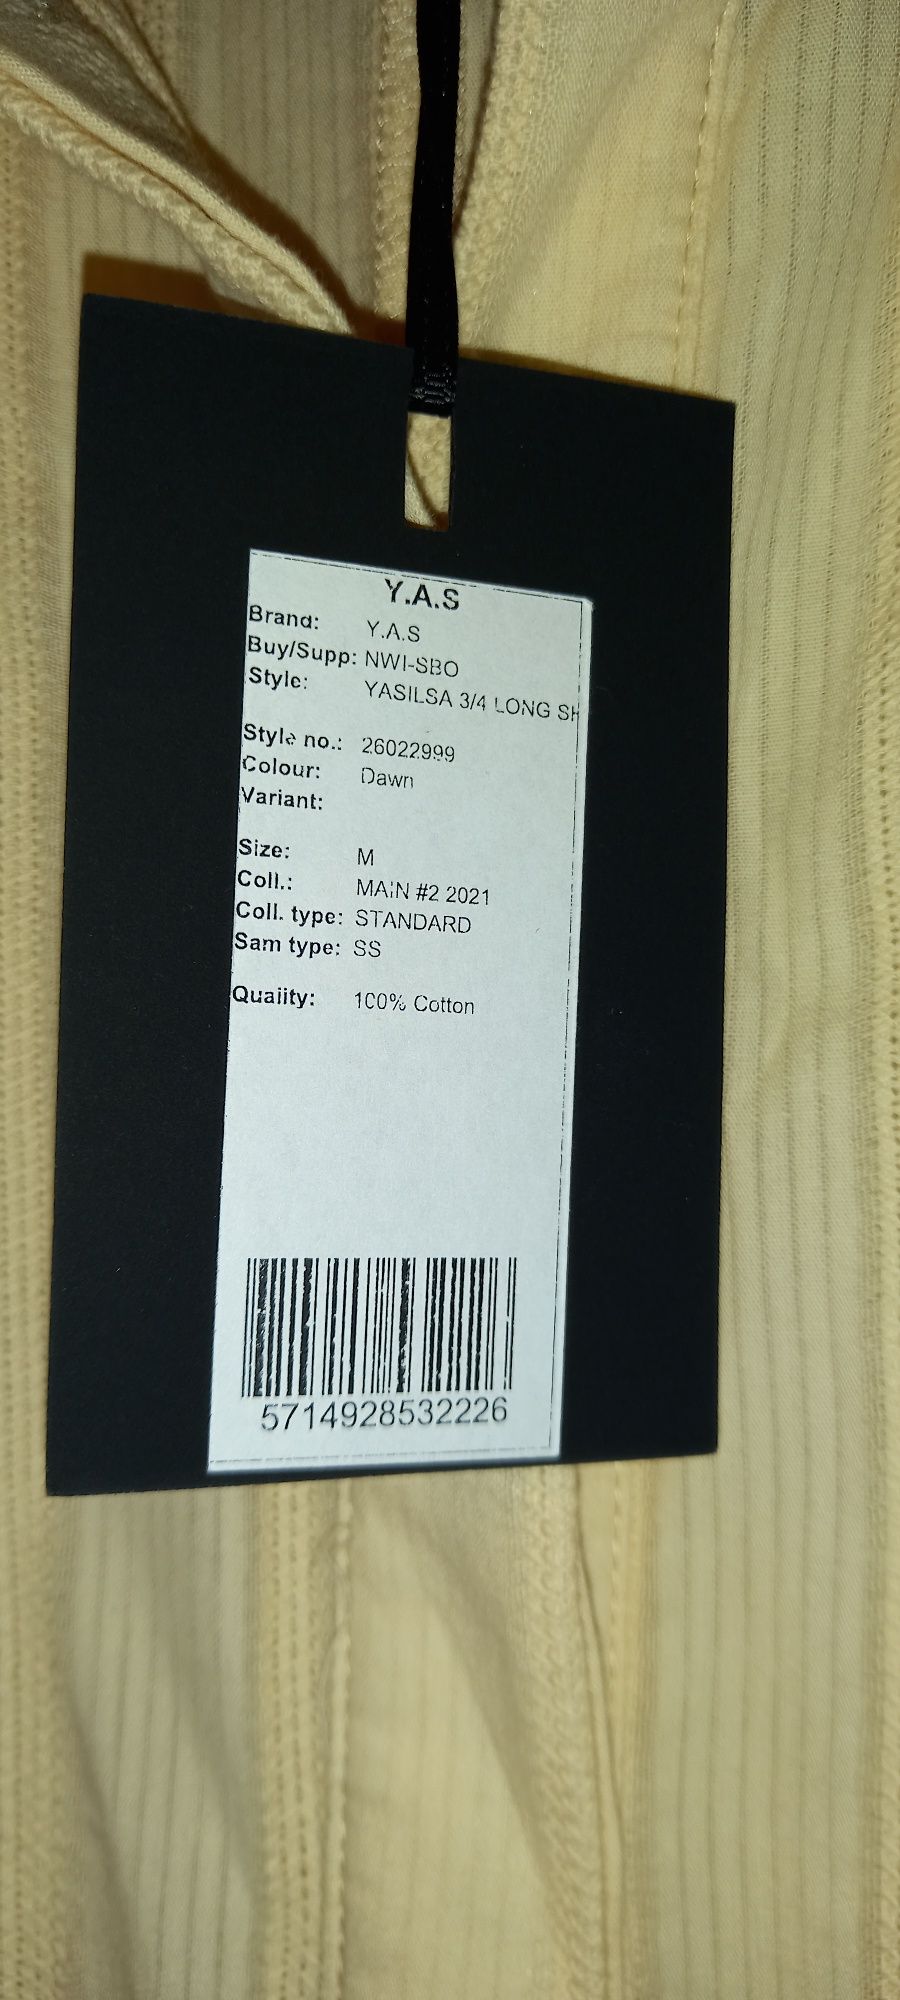 Y.A.S
Brand: Y.A.S
Buy/Supp: NWI-SBO
Style: YASILSA 3/4 LONG SH
Style no.: 26022999
Colour: Dawn
Variant:
Size: M
Coll.: MAIN #2 2021
Coll. type: STANDARD
Sam type: SS
Quality: 100% Cotton
5714928532226